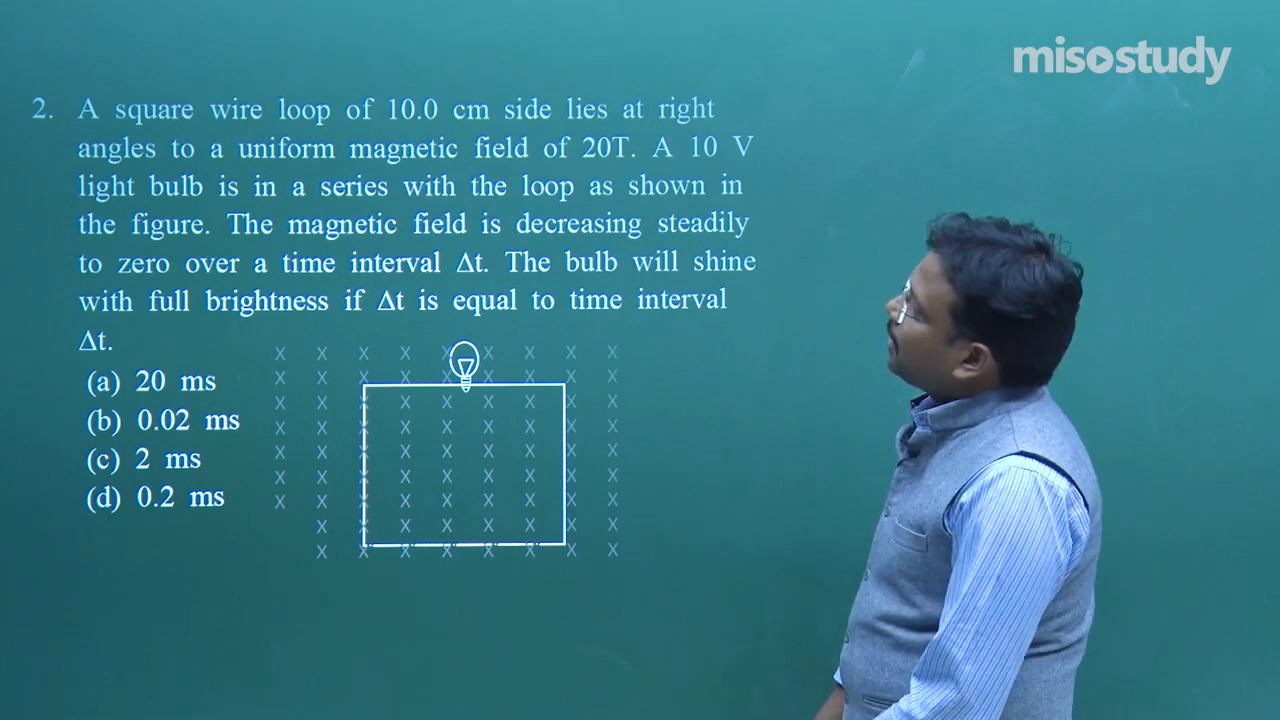 misostudy
2. A square wire loop of 10.0 cm side lies at right
angles to a uniform magnetic field of 20T. A 10 V
light bulb is in a series with the loop as shown in
the figure. The magnetic field is decreasing steadily
to zero over a time interval Δt. The bulb will shine
with full brightness if Δt is equal to time interval
Δt.
(a) 20 ms
(b) 0.02 ms
(c) 2 ms
(d) 0.2 ms